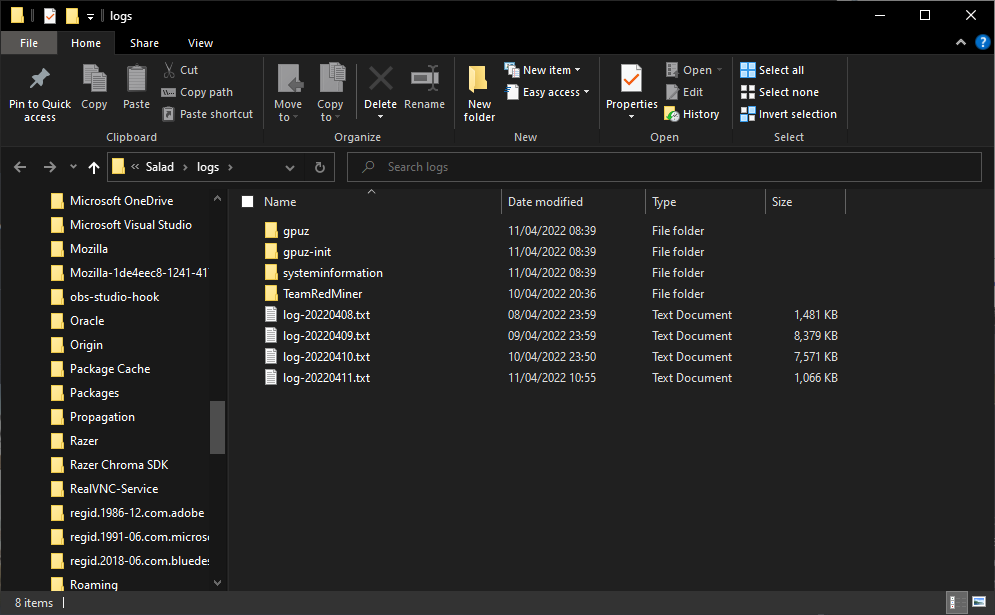 logs
File Home Share View
Pin to Quick access
Copy
Paste
Cut
Copy path
Paste shortcut
Clipboard
Move to
Copy to
Delete
Rename
Organize
New folder
New item
Easy access
New
Properties
Open
Edit
History
Open
Select all
Select none
Invert selection
Select
« Salad > logs >
Search logs
Microsoft OneDrive
Microsoft Visual Studio
Mozilla
Mozilla-1de4eec8-1241-41
obs-studio-hook
Oracle
Origin
Package Cache
Packages
Propagation
Razer
Razer Chroma SDK
RealVNC-Service
regid.1986-12.com.adobe
regid.1991-06.com.micros
regid.2018-06.com.bluede
Roaming
Name Date modified Type Size
gpuz 11/04/2022 08:39 File folder
gpuz-init 11/04/2022 08:39 File folder
systeminformation 11/04/2022 08:39 File folder
TeamRedMiner 10/04/2022 20:36 File folder
log-20220408.txt 08/04/2022 23:59 Text Document 1,481 KB
log-20220409.txt 09/04/2022 23:59 Text Document 8,379 KB
log-20220410.txt 10/04/2022 23:50 Text Document 7,571 KB
log-20220411.txt 11/04/2022 10:55 Text Document 1,066 KB
8 items